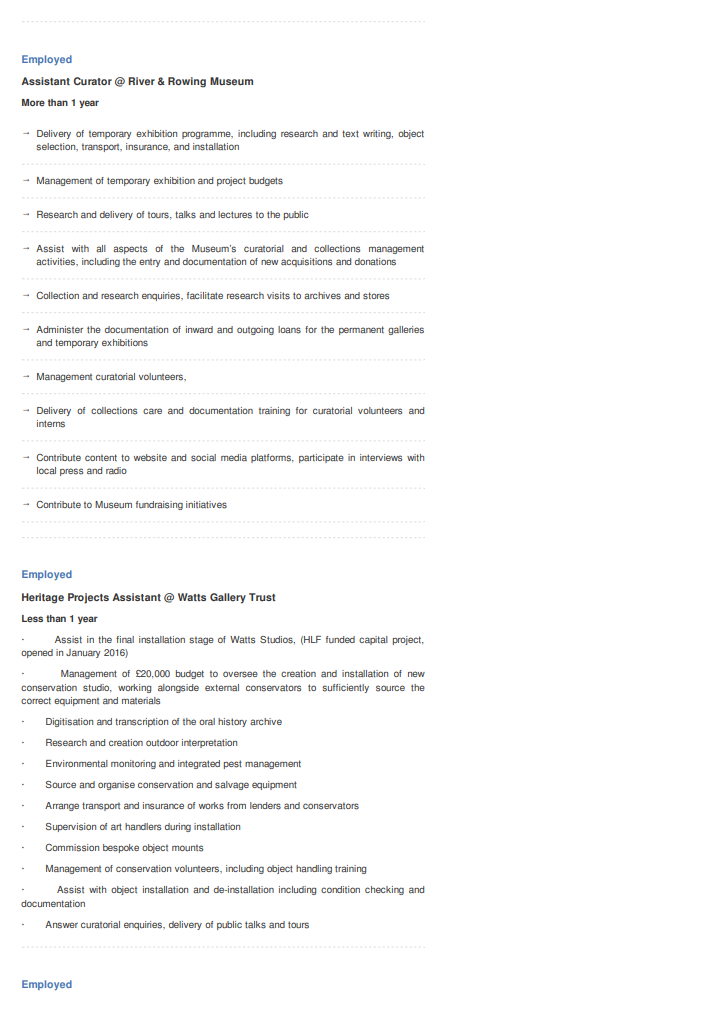 Employed
Assistant Curator @ River & Rowing Museum
More than 1 year
→ Delivery of temporary exhibition programme, including research and text writing, object
selection, transport, insurance, and installation
→ Management of temporary exhibition and project budgets
→ Research and delivery of tours, talks and lectures to the public
→ Assist with all aspects of the Museum's curatorial and collections management
activities, including the entry and documentation of new acquisitions and donations
→ Collection and research enquiries, facilitate research visits to archives and stores
→ Administer the documentation of inward and outgoing loans for the permanent galleries
and temporary exhibitions
→ Management curatorial volunteers,
→ Delivery of collections care and documentation training for curatorial volunteers and
interns
→ Contribute content to website and social media platforms, participate in interviews with
local press and radio
→ Contribute to Museum fundraising initiatives
Employed
Heritage Projects Assistant @ Watts Gallery Trust
Less than 1 year
· Assist in the final installation stage of Watts Studios, (HLF funded capital project,
opened in January 2016)
· Management of £20,000 budget to oversee the creation and installation of new
conservation studio, working alongside external conservators to sufficiently source the
correct equipment and materials
· Digitisation and transcription of the oral history archive
· Research and creation outdoor interpretation
· Environmental monitoring and integrated pest management
· Source and organise conservation and salvage equipment
· Arrange transport and insurance of works from lenders and conservators
· Supervision of art handlers during installation
· Commission bespoke object mounts
· Management of conservation volunteers, including object handling training
· Assist with object installation and de-installation including condition checking and
documentation
· Answer curatorial enquiries, delivery of public talks and tours
Employed